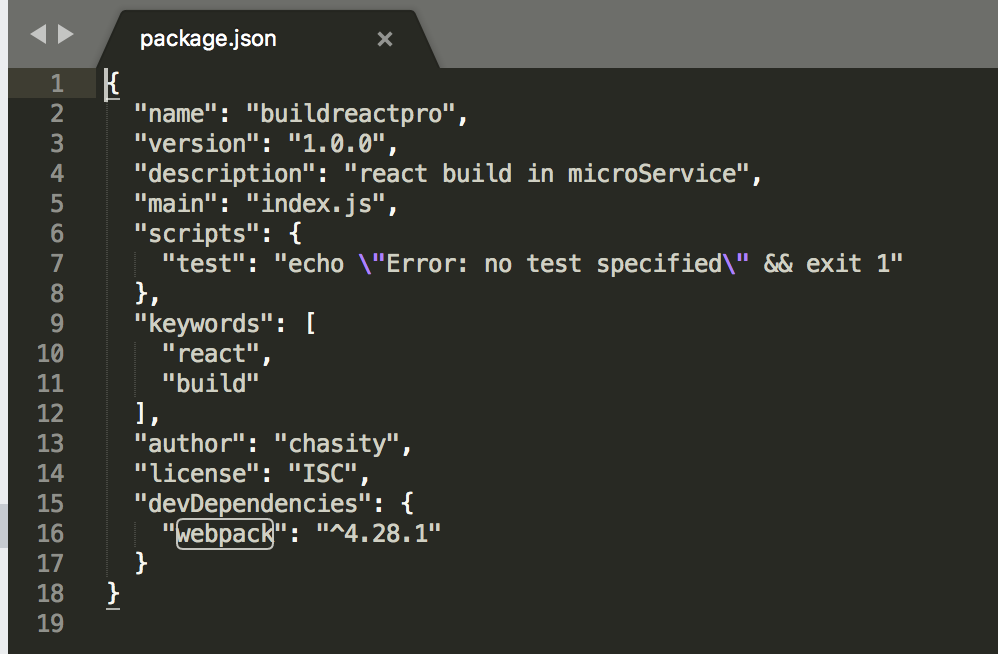 package.json ×
1 {
2 "name": "buildreactpro",
3 "version": "1.0.0",
4 "description": "react build in microService",
5 "main": "index.js",
6 "scripts": {
7 "test": "echo \"Error: no test specified\" && exit 1"
8 },
9 "keywords": [
10 "react",
11 "build"
12 ],
13 "author": "chasity",
14 "license": "ISC",
15 "devDependencies": {
16 "webpack": "^4.28.1"
17 }
18 }
19